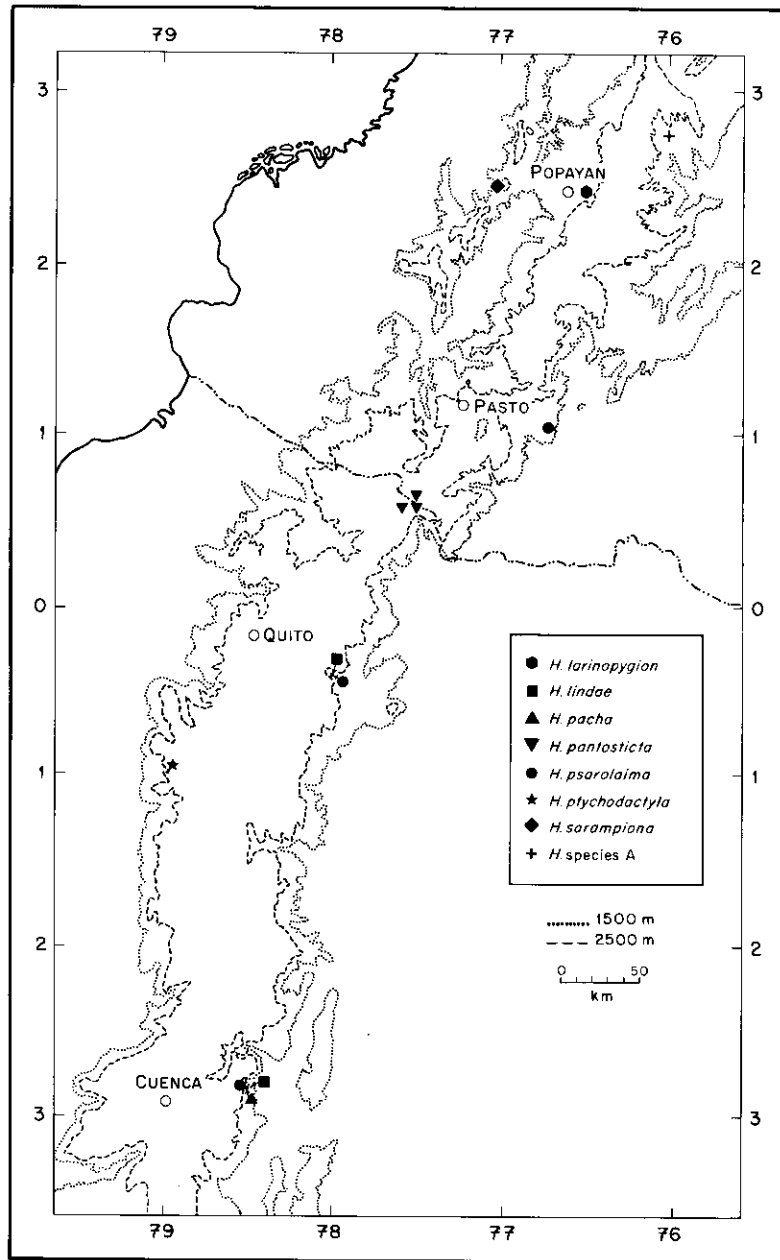 79 78 77 76
3 3
POPAYAN
2 2
PASTO
1 1
0 0
QUITO
H. larinopygion
H. lindae
H. pacha
H. pantosticta
H. psarolaima
H. ptychodactyla
H. sarampiona
H. species A
1 1
1500 m
2500 m
2 2
0 50
km
CUENCA
3 3
79 78 77 76